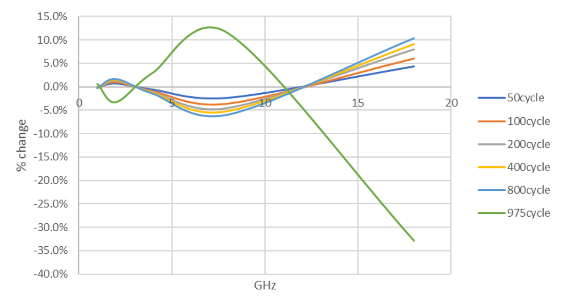 15.0%
10.0%
5.0%
0.0%
-5.0%
-10.0%
-15.0%
-20.0%
-25.0%
-30.0%
-35.0%
-40.0%
% change
0 5 10 15 20
GHz
50cycle
100cycle
200cycle
400cycle
800cycle
975cycle